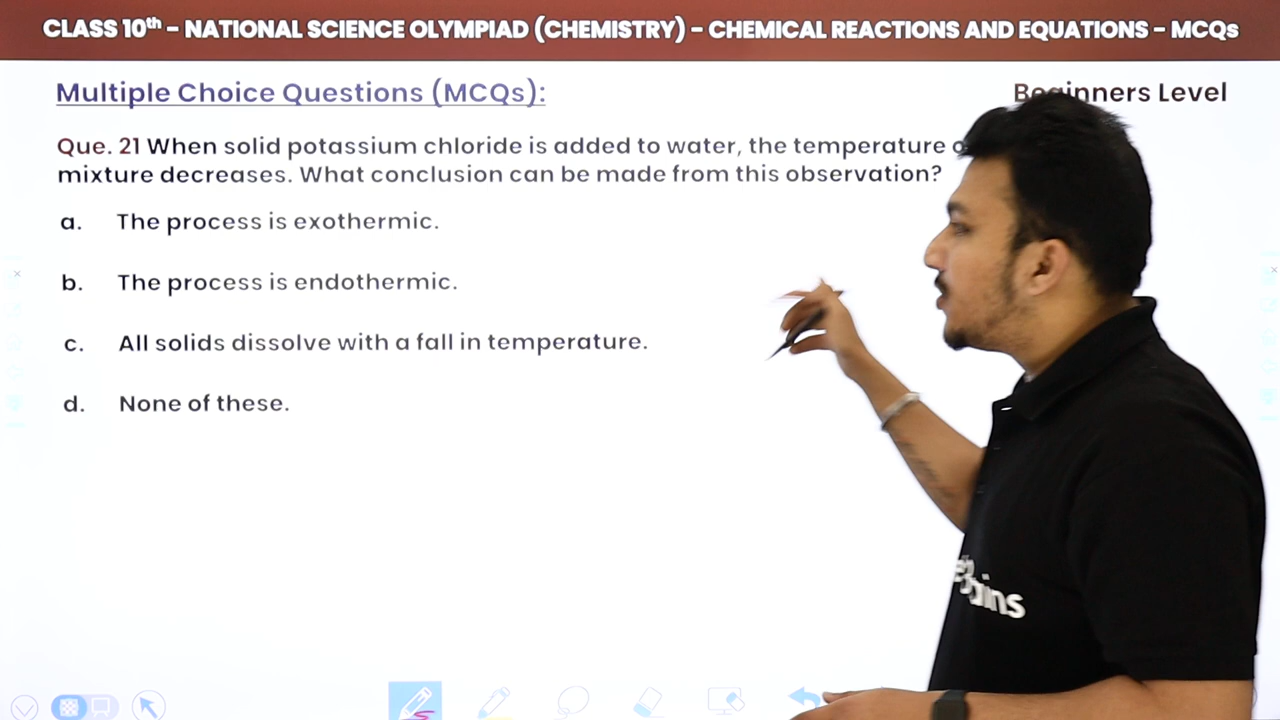 CLASS 10th – NATIONAL SCIENCE OLYMPIAD (CHEMISTRY) – CHEMICAL REACTIONS AND EQUATIONS – MCQs
Multiple Choice Questions (MCQs):
Beginners Level
Que. 21 When solid potassium chloride is added to water, the temperature
mixture decreases. What conclusion can be made from this observation?
a. The process is exothermic.
b. The process is endothermic.
c. All solids dissolve with a fall in temperature.
d. None of these.